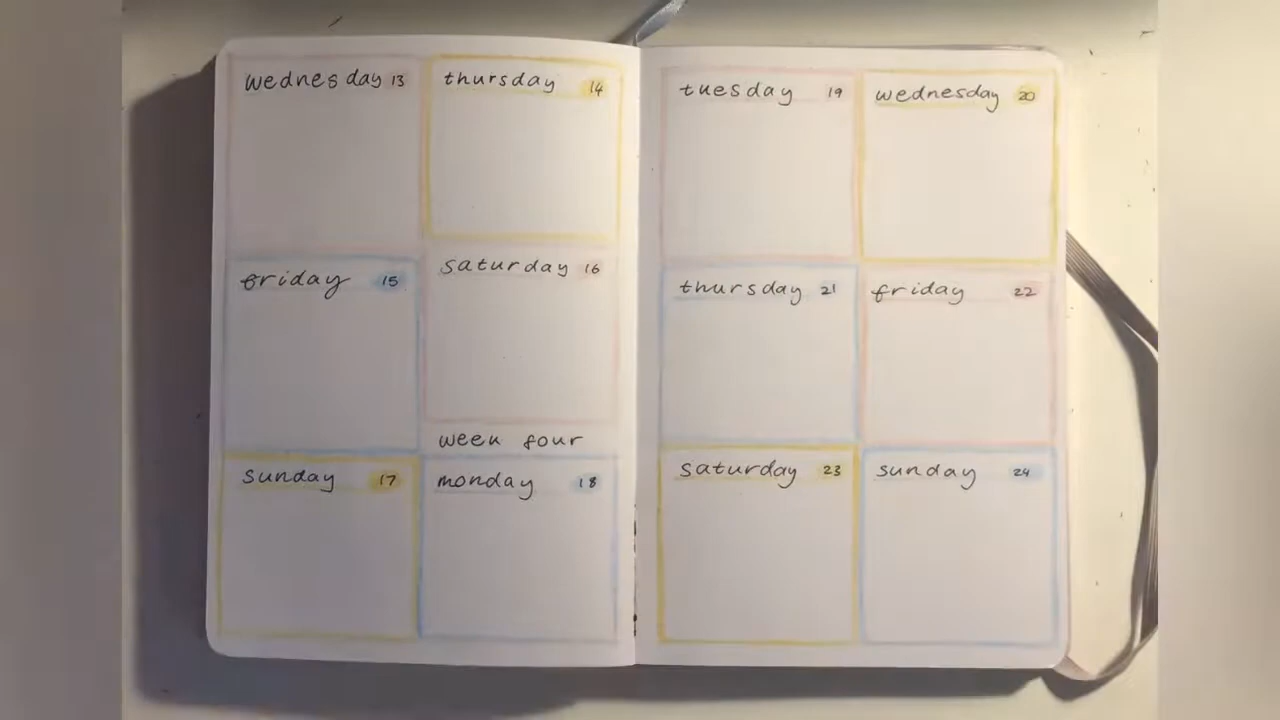 wednesday 13
thursday 14
friday 15
saturday 16
week four
sunday 17
monday 18
tuesday 19
wednesday 20
thursday 21
friday 22
saturday 23
sunday 24